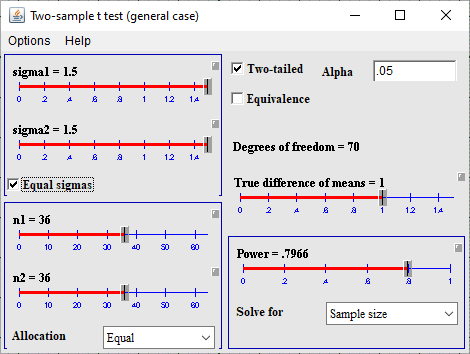 Two-sample t test (general case)
Options Help
sigma1 = 1.5
0 .2 .4 .6 .8 1 1.2 1.4
sigma2 = 1.5
0 .2 .4 .6 .8 1 1.2 1.4
Equal sigmas
n1 = 36
0 10 20 30 40 50 60
n2 = 36
0 10 20 30 40 50 60
Allocation Equal
Two-tailed Alpha .05
Equivalence
Degrees of freedom = 70
True difference of means = 1
0 .2 .4 .6 .8 1 1.2 1.4
Power = .7966
0 .2 .4 .6 .8 1
Solve for Sample size